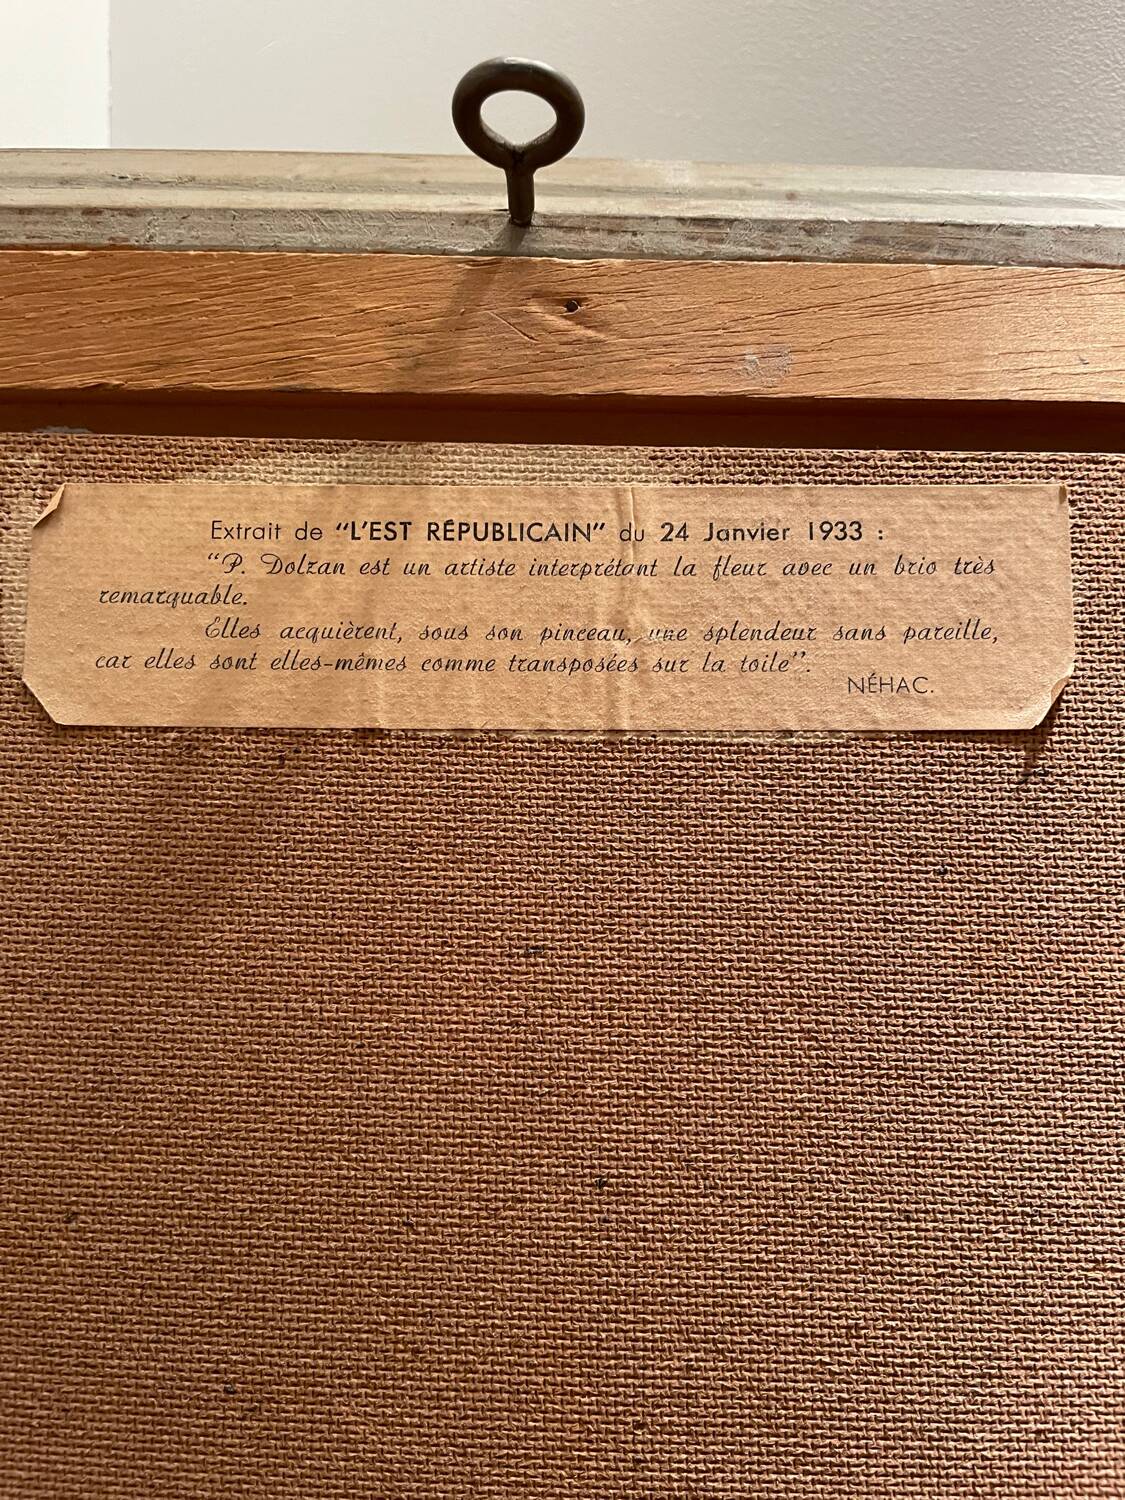 Extrait de “L'EST RÉPUBLICAIN” du 24 Janvier 1933 :
“P. Dolzan est un artiste interprétant la fleur avec un brio très
remarquable.
Elles acquièrent, sous son pinceau, une splendeur sans pareille,
car elles sont elles-mêmes comme transposées sur la toile”.
NÉHAC.